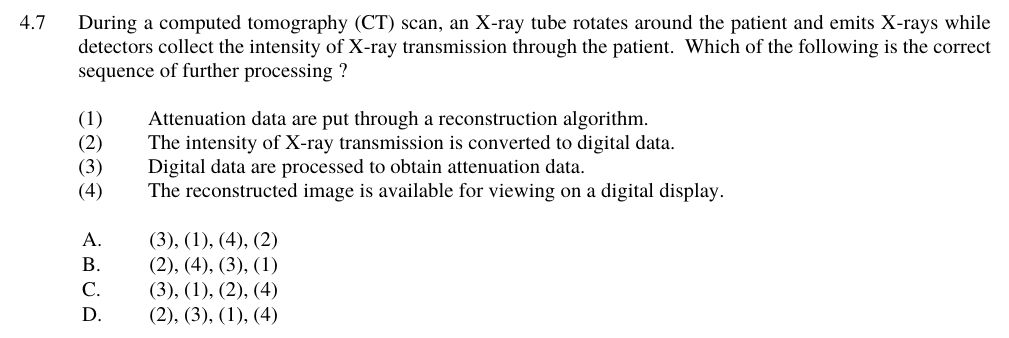 4.7 During a computed tomography (CT) scan, an X-ray tube rotates around the patient and emits X-rays while
detectors collect the intensity of X-ray transmission through the patient. Which of the following is the correct
sequence of further processing ?
(1) Attenuation data are put through a reconstruction algorithm.
(2) The intensity of X-ray transmission is converted to digital data.
(3) Digital data are processed to obtain attenuation data.
(4) The reconstructed image is available for viewing on a digital display.
A. (3), (1), (4), (2)
B. (2), (4), (3), (1)
C. (3), (1), (2), (4)
D. (2), (3), (1), (4)